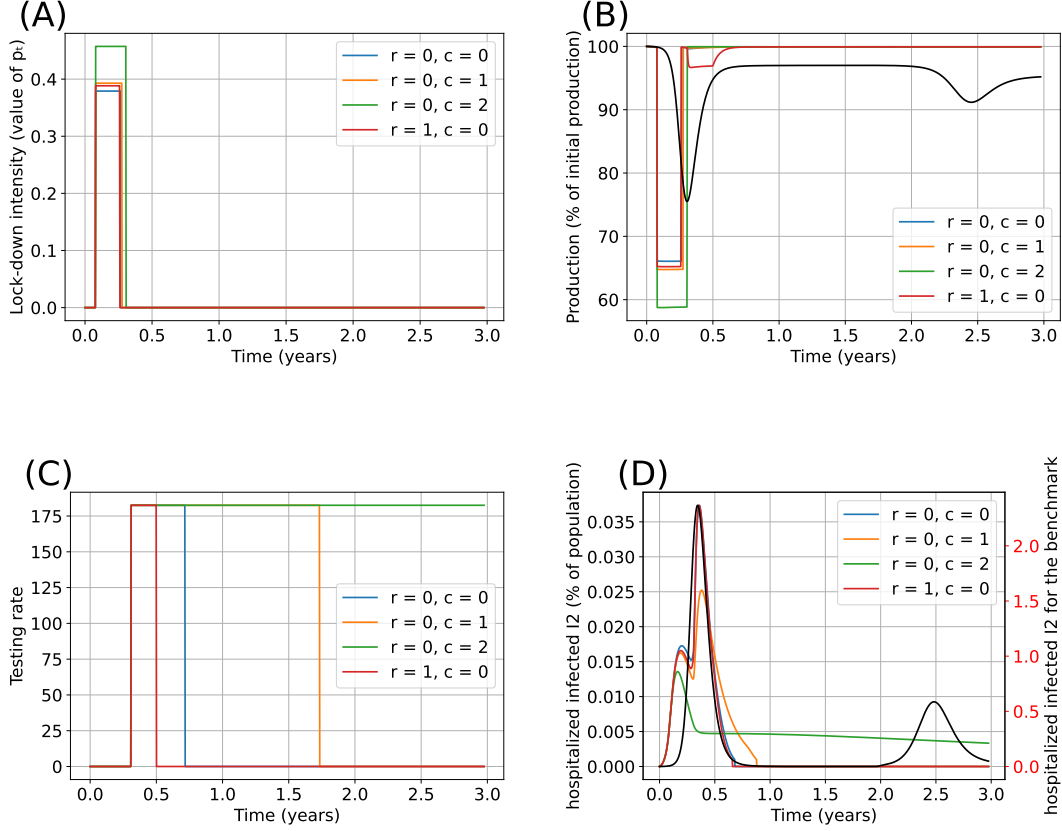 (A)
Lock-down intensity (value of pₜ)
0.4
0.3
0.2
0.1
0.0
r = 0, c = 0
r = 0, c = 1
r = 0, c = 2
r = 1, c = 0
0.0 0.5 1.0 1.5 2.0 2.5 3.0
Time (years)
(B)
Production (% of initial production)
100
90
80
70
60
r = 0, c = 0
r = 0, c = 1
r = 0, c = 2
r = 1, c = 0
0.0 0.5 1.0 1.5 2.0 2.5 3.0
Time (years)
(C)
Testing rate
175
150
125
100
75
50
25
0
r = 0, c = 0
r = 0, c = 1
r = 0, c = 2
r = 1, c = 0
0.0 0.5 1.0 1.5 2.0 2.5 3.0
Time (years)
(D)
hospitalized infected I2 (% of population)
0.035
0.030
0.025
0.020
0.015
0.010
0.005
0.000
r = 0, c = 0
r = 0, c = 1
r = 0, c = 2
r = 1, c = 0
2.0
1.5
1.0
0.5
0.0
hospitalized infected I2 for the benchmark
0.0 0.5 1.0 1.5 2.0 2.5 3.0
Time (years)